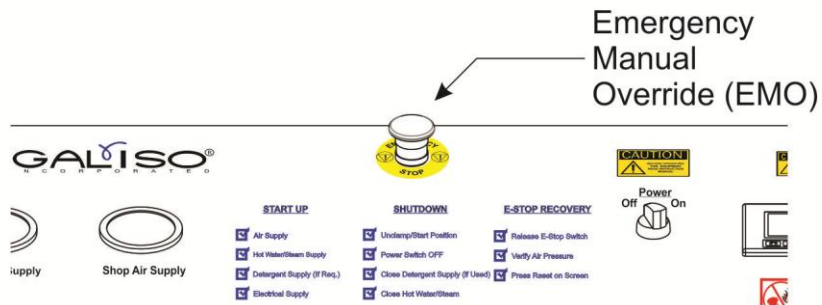 Emergency
Manual
Override (EMO)
GALISO®
INCORPORATED
EMERGENCY
STOP
CAUTION
Power
Off On
Shop Air Supply
START UP
Air Supply
Hot Water/Steam Supply
Detergent Supply (If Req.)
Electrical Supply
SHUTDOWN
Unclamp/Start Position
Power Switch OFF
Close Detergent Supply (If Used)
Close Hot Water/Steam
E-STOP RECOVERY
Release E-Stop Switch
Verify Air Pressure
Press Reset on Screen